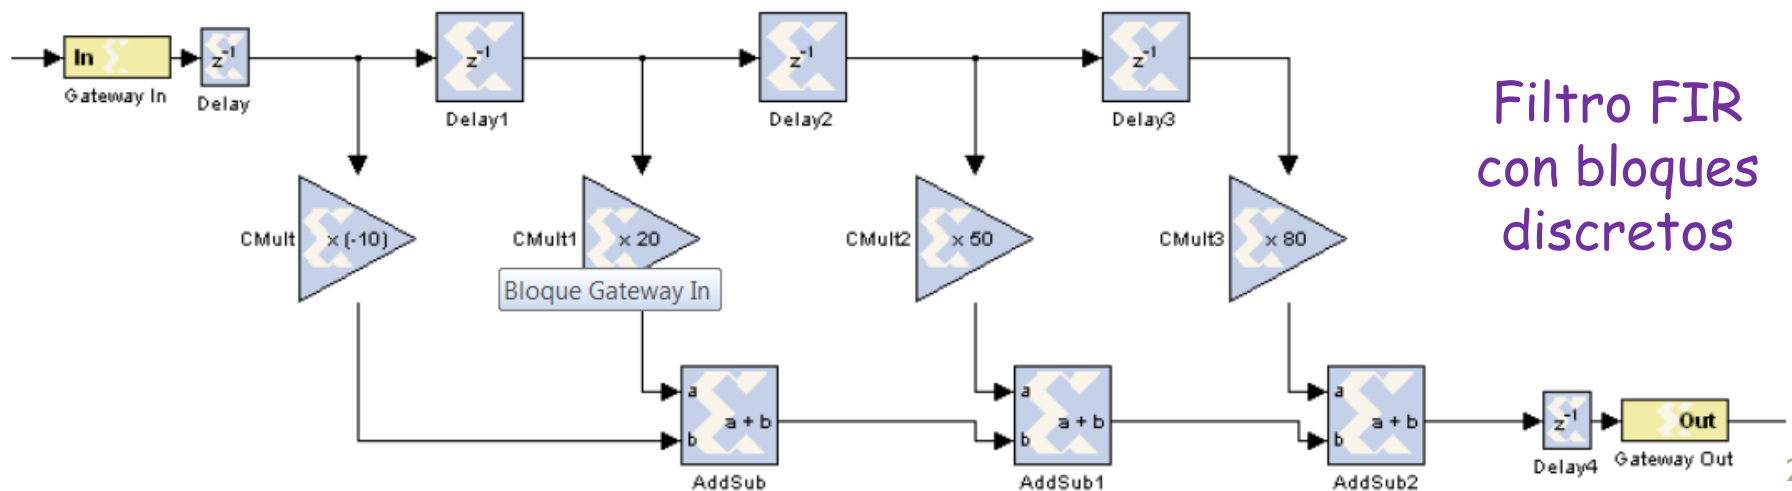 In
Gateway In
z⁻¹
Delay
z⁻¹
Delay1
z⁻¹
Delay2
z⁻¹
Delay3
Filtro FIR
con bloques
discretos
CMult
x (-10)
CMult1
x 20
CMult2
x 50
CMult3
x 80
Bloque Gateway In
a
b
a + b
AddSub
a
b
a + b
AddSub1
a
b
a + b
AddSub2
z⁻¹
Delay4
Out
Gateway Out